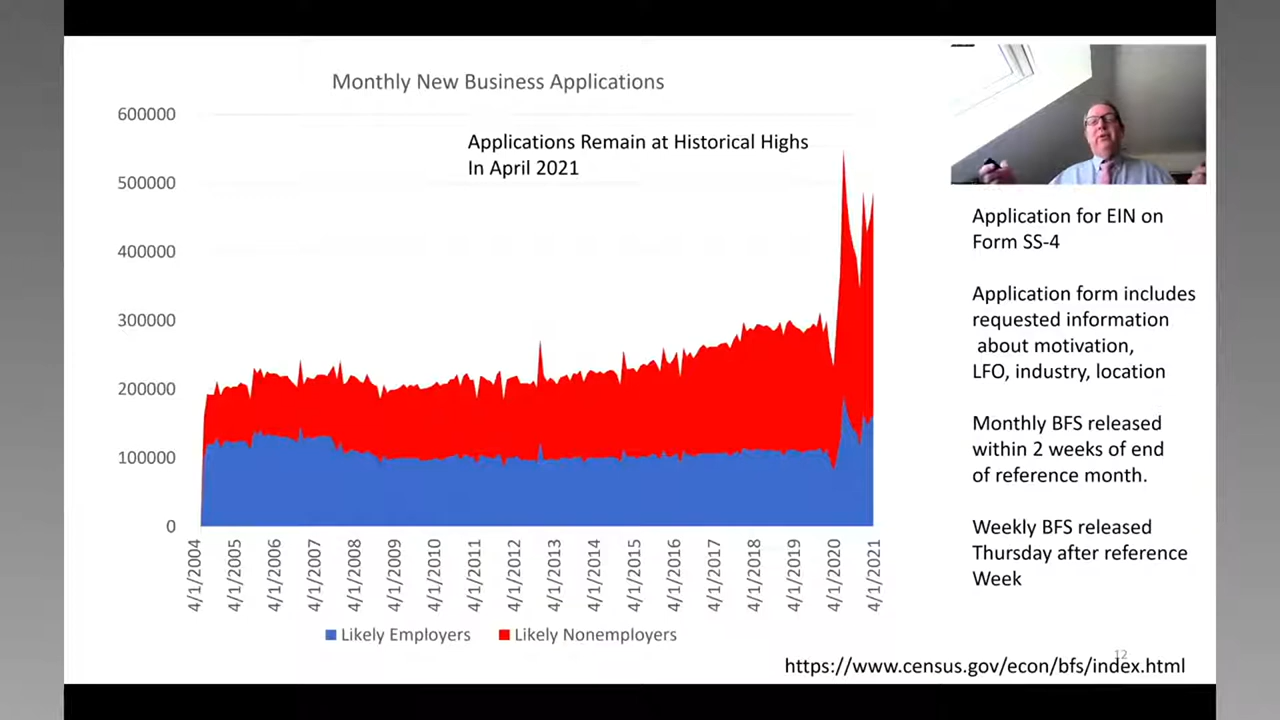 Monthly New Business Applications
600000
500000
400000
300000
200000
100000
0
Applications Remain at Historical Highs
In April 2021
4/1/2004
4/1/2005
4/1/2006
4/1/2007
4/1/2008
4/1/2009
4/1/2010
4/1/2011
4/1/2012
4/1/2013
4/1/2014
4/1/2015
4/1/2016
4/1/2017
4/1/2018
4/1/2019
4/1/2020
4/1/2021
Likely Employers
Likely Nonemployers
Application for EIN on
Form SS-4
Application form includes
requested information
about motivation,
LFO, industry, location
Monthly BFS released
within 2 weeks of end
of reference month.
Weekly BFS released
Thursday after reference
Week
12
https://www.census.gov/econ/bfs/index.html